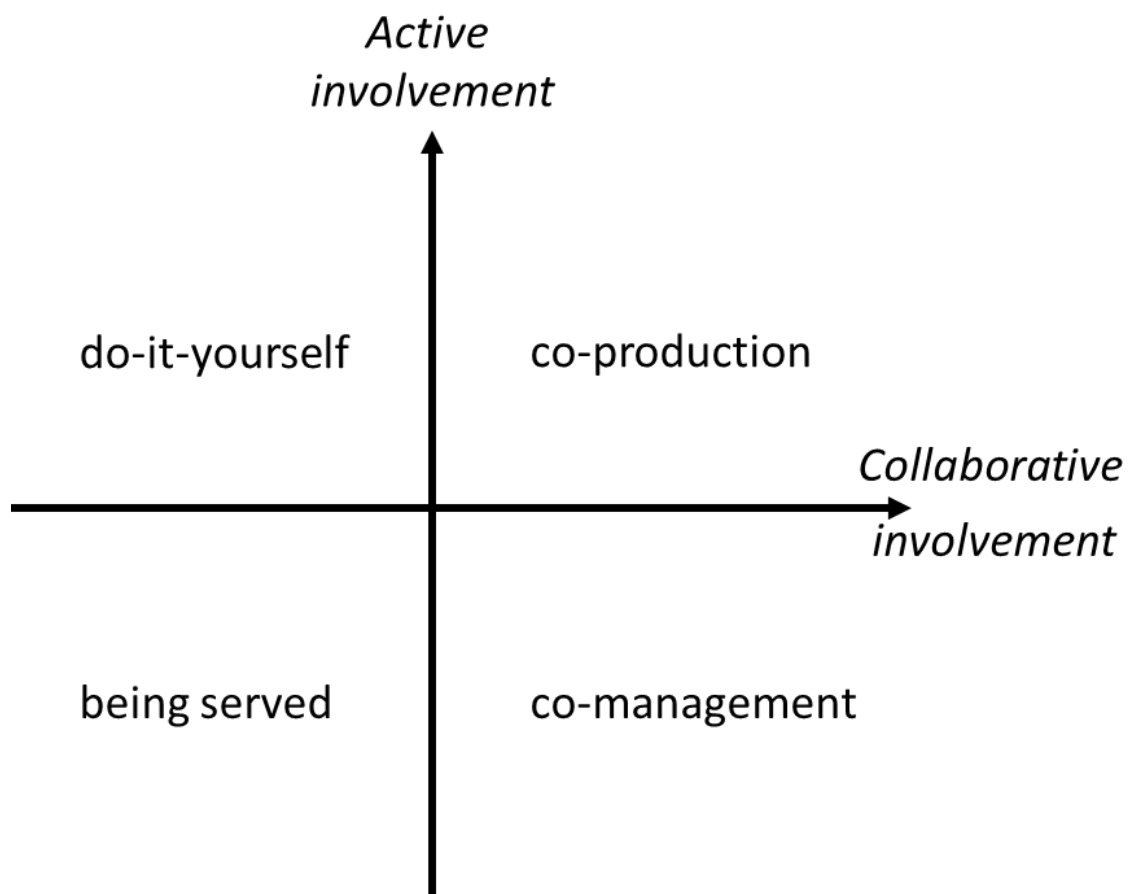 Active
involvement
do-it-yourself
co-production
Collaborative
involvement
being served
co-management